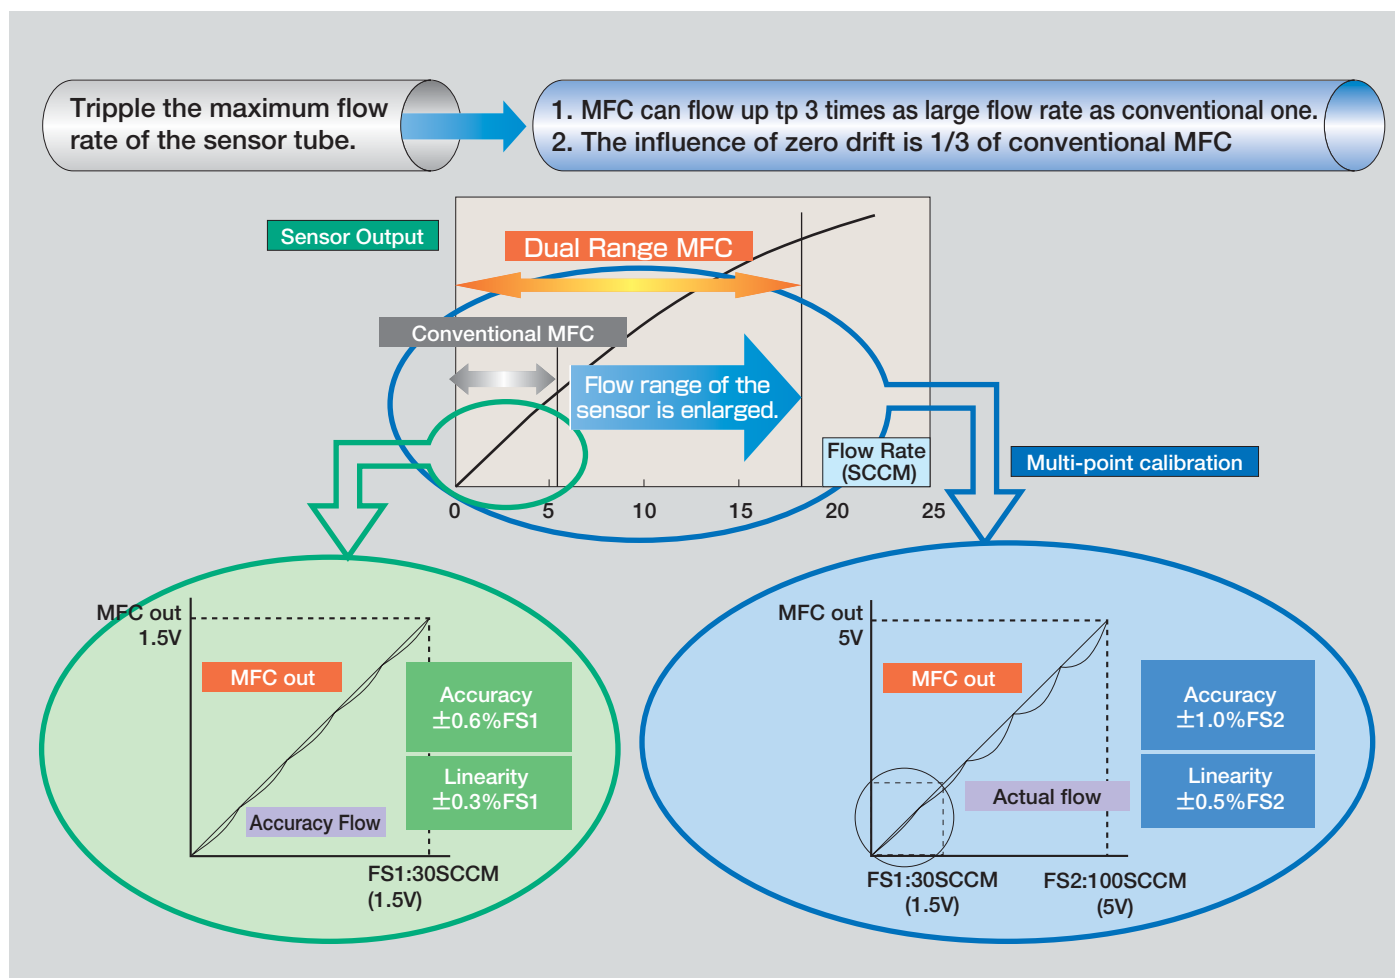 Tripple the maximum flow
rate of the sensor tube.
1. MFC can flow up tp 3 times as large flow rate as conventional one.
2. The influence of zero drift is 1/3 of conventional MFC
Sensor Output
Dual Range MFC
Conventional MFC
Flow range of the
sensor is enlarged.
Flow Rate
(SCCM)
Multi-point calibration
0 5 10 15 20 25
MFC out
1.5V
MFC out
Accuracy
±0.6%FS1
Linearity
±0.3%FS1
Accuracy Flow
FS1:30SCCM
(1.5V)
MFC out
5V
MFC out
Accuracy
±1.0%FS2
Linearity
±0.5%FS2
Actual flow
FS1:30SCCM
(1.5V)
FS2:100SCCM
(5V)